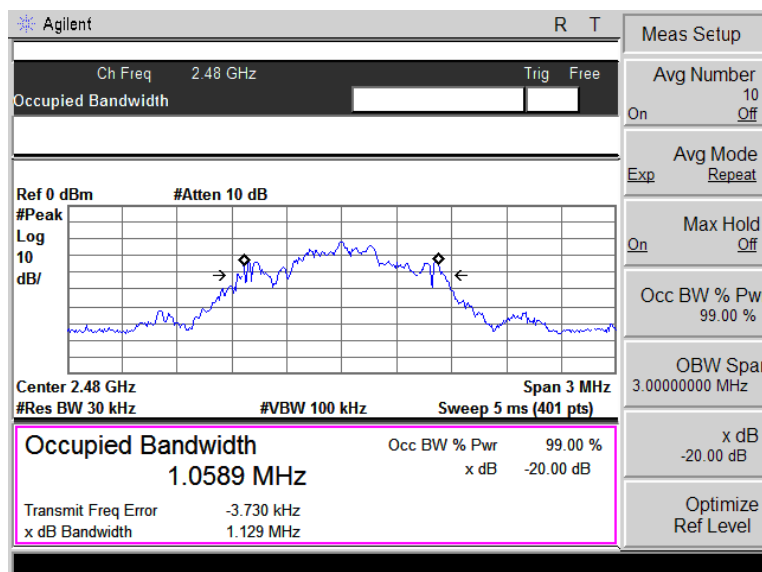 Agilent R T
Ch Freq 2.48 GHz Trig Free
Occupied Bandwidth
Ref 0 dBm #Atten 10 dB
#Peak
Log
10
dB/
Center 2.48 GHz Span 3 MHz
#Res BW 30 kHz #VBW 100 kHz Sweep 5 ms (401 pts)
Occupied Bandwidth Occ BW % Pwr 99.00 %
1.0589 MHz x dB -20.00 dB
Transmit Freq Error -3.730 kHz
x dB Bandwidth 1.129 MHz
Meas Setup
Avg Number
10
On Off
Avg Mode
Exp Repeat
Max Hold
On Off
Occ BW % Pw
99.00 %
OBW Spa
3.00000000 MHz
x dB
-20.00 dB
Optimize
Ref Level